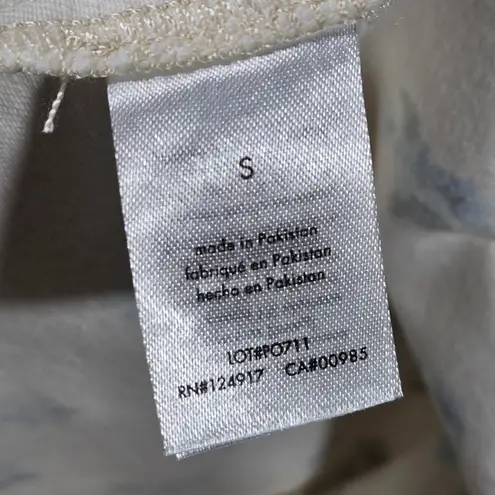 S
made in Pakistan
fabriqué en Pakistan
hecho en Pakistan
LOT#PO711
RN#124917 CA#00985